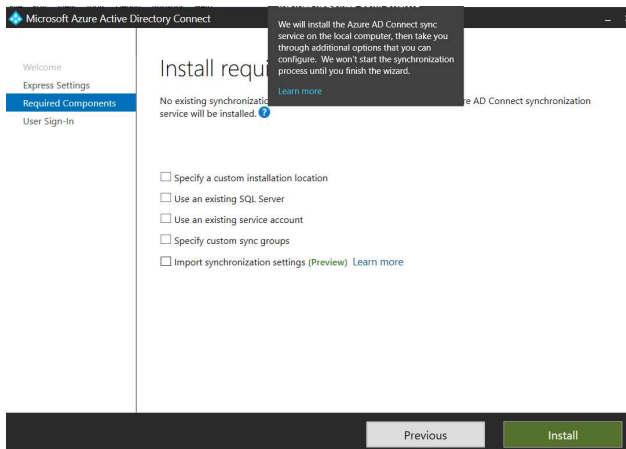 Microsoft Azure Active Directory Connect
We will install the Azure AD Connect sync
service on the local computer, then take you
through additional options that you can
configure. We won't start the synchronization
process until you finish the wizard.
Learn more
Welcome
Express Settings
Required Components
User Sign-In
Install requi
No existing synchronizatio
re AD Connect synchronization
service will be installed. ?
Specify a custom installation location
Use an existing SQL Server
Use an existing service account
Specify custom sync groups
Import synchronization settings (Preview) Learn more
Previous
Install